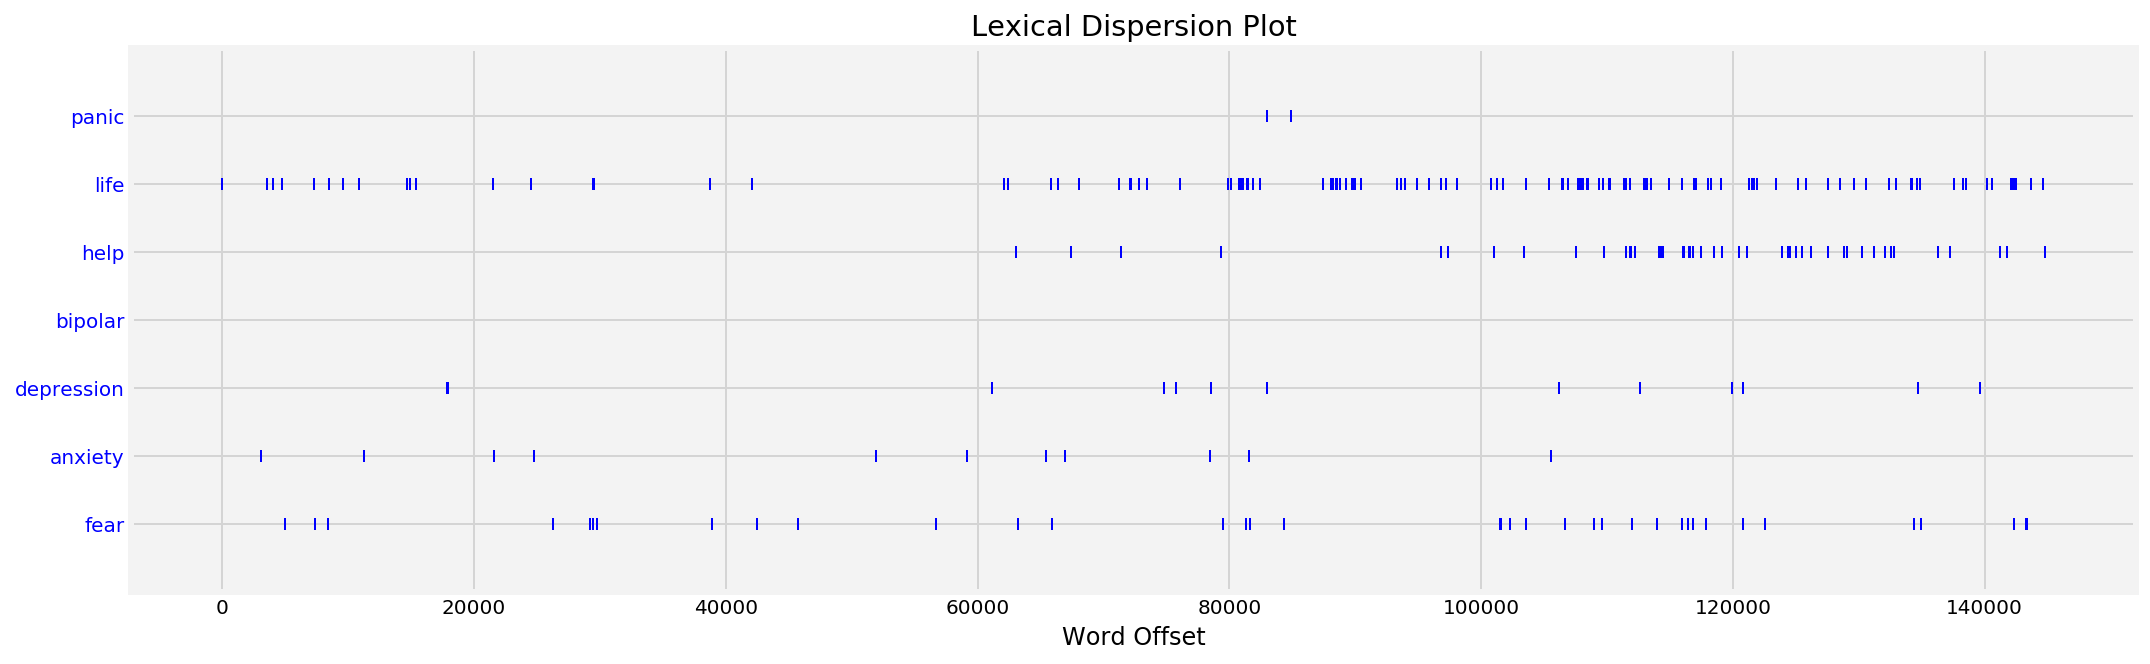 Lexical Dispersion Plot
panic
life
help
bipolar
depression
anxiety
fear
0 20000 40000 60000 80000 100000 120000 140000
Word Offset